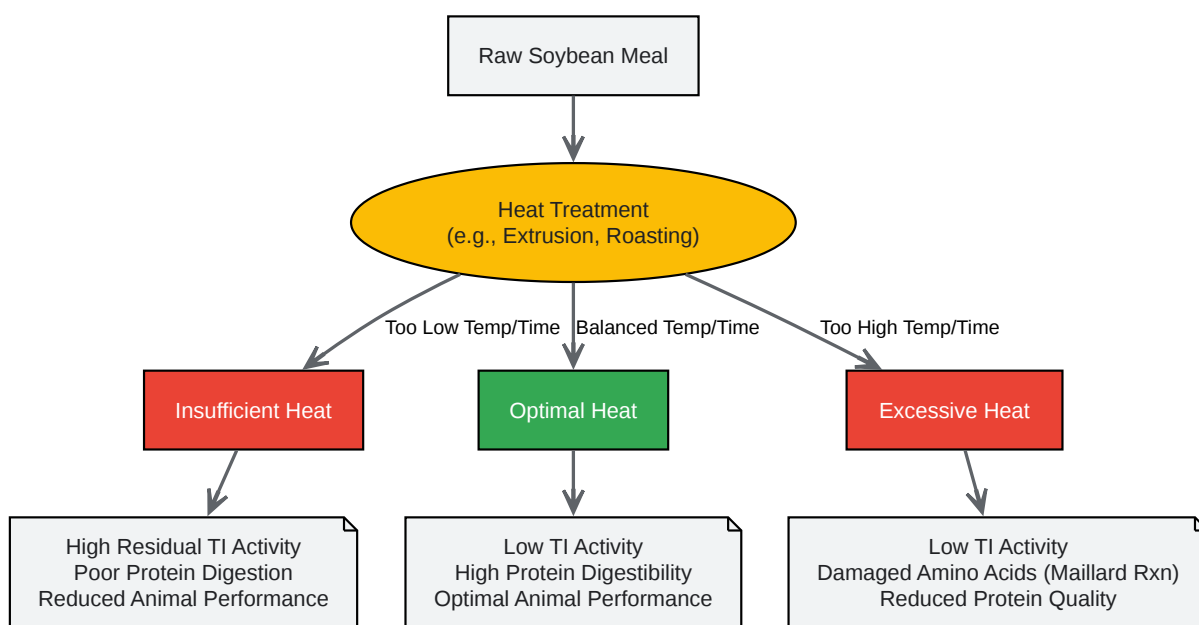 Raw Soybean Meal
Heat Treatment
(e.g., Extrusion, Roasting)
Too Low Temp/Time
Balanced Temp/Time
Too High Temp/Time
Insufficient Heat
Optimal Heat
Excessive Heat
High Residual TI Activity
Poor Protein Digestion
Reduced Animal Performance
Low TI Activity
High Protein Digestibility
Optimal Animal Performance
Low TI Activity
Damaged Amino Acids (Maillard Rxn)
Reduced Protein Quality